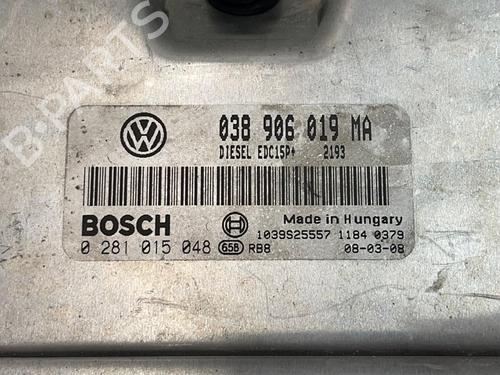 B-PARTS
038 906 019 MA
DIESEL EDC15P+ 2193
BOSCH
Made in Hungary
1039S25557 1184 0379
0 281 015 048 658 RB8 08-03-08